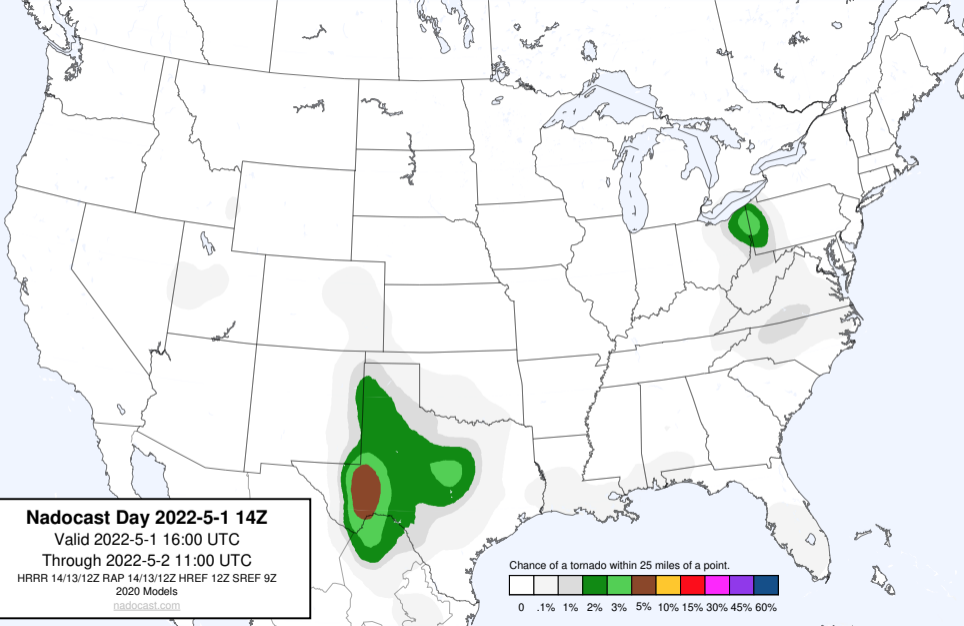 Nadocast Day 2022-5-1 14Z
Valid 2022-5-1 16:00 UTC
Through 2022-5-2 11:00 UTC
HRRR 14/13/12Z RAP 14/13/12Z HREF 12Z SREF 9Z
2020 Models
nadocast.com
Chance of a tornado within 25 miles of a point.
0 .1% 1% 2% 3% 5% 10% 15% 30% 45% 60%